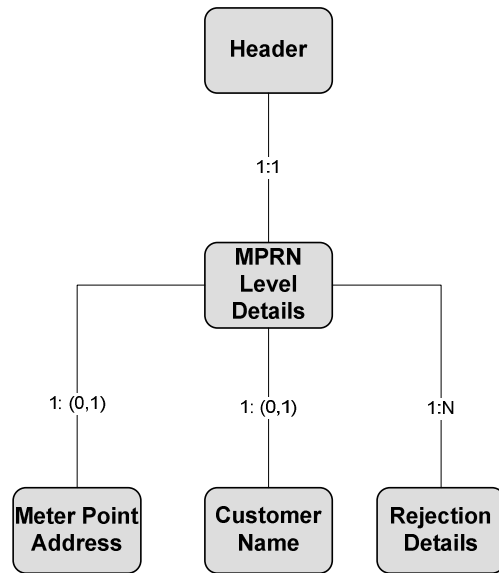 Header
1:1
MPRN
Level
Details
1: (0,1)
1: (0,1)
1:N
Meter Point
Address
Customer
Name
Rejection
Details